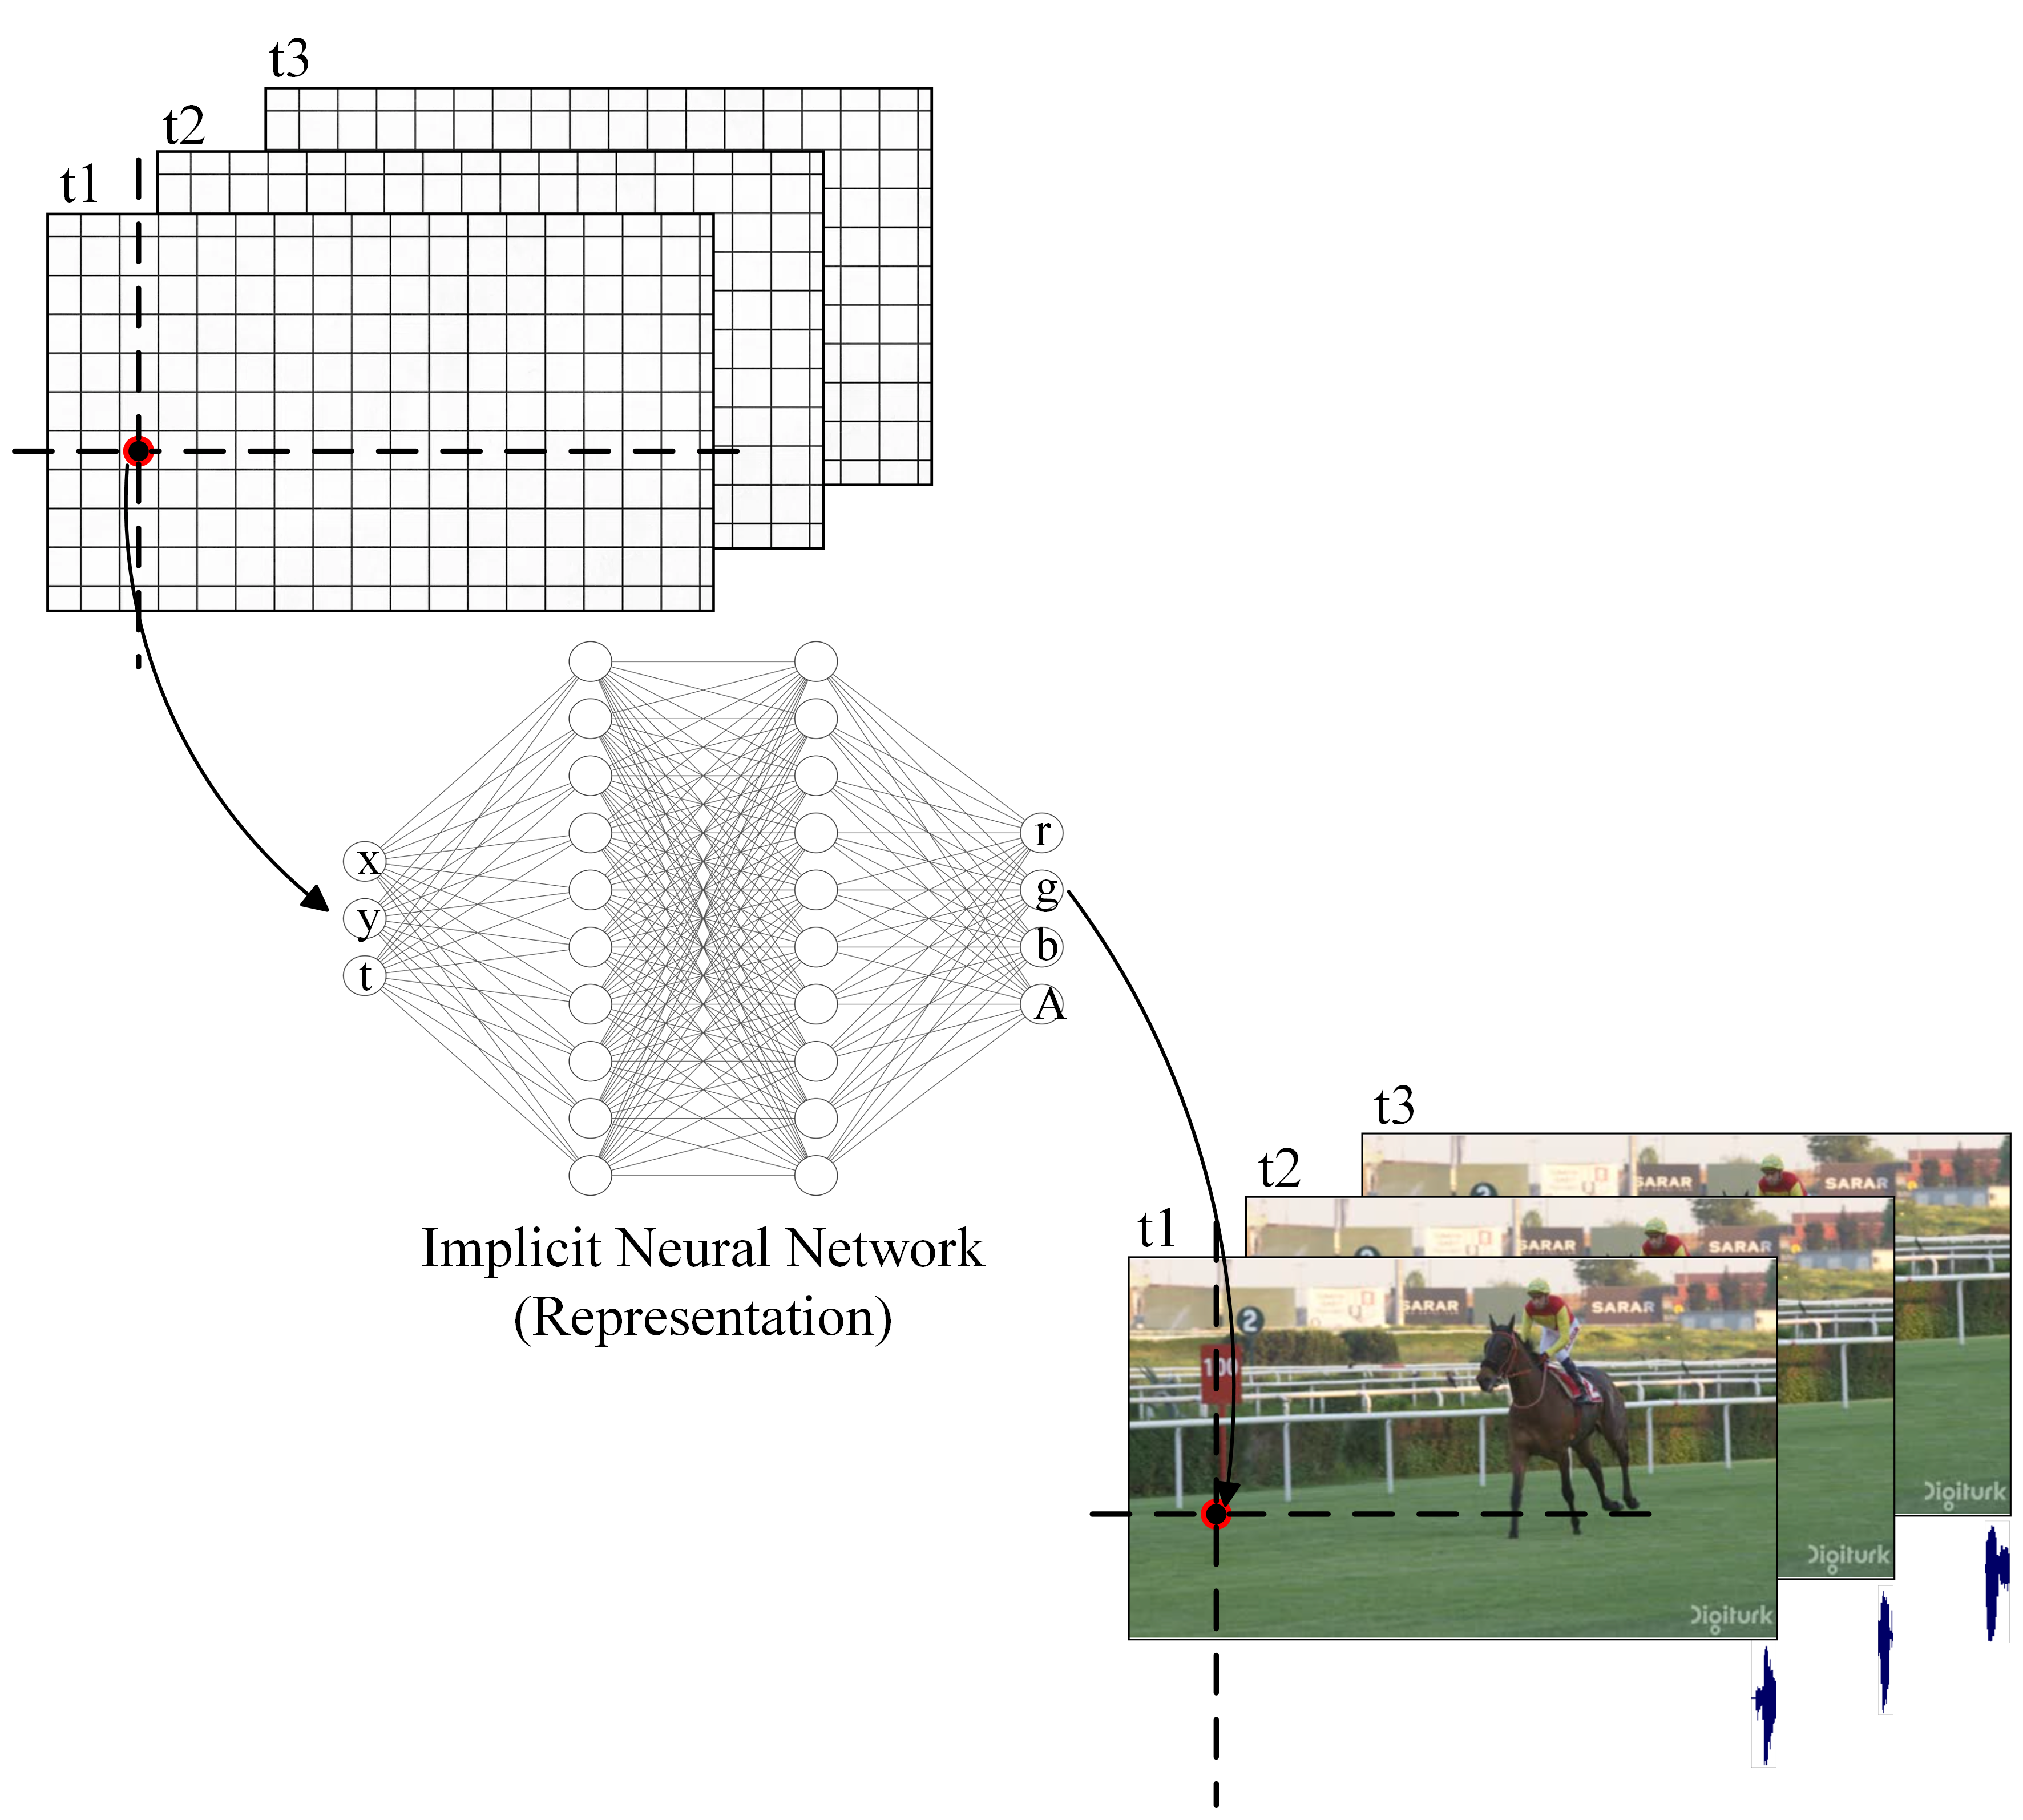 t3
t2
t1
x
y
t
r
g
b
A
Implicit Neural Network
(Representation)
t3
t2
t1
SARAR
SARAR
2
SARAR
SARAR
2
SARAR
SARAR
100
Digiturk
Digiturk
Digiturk